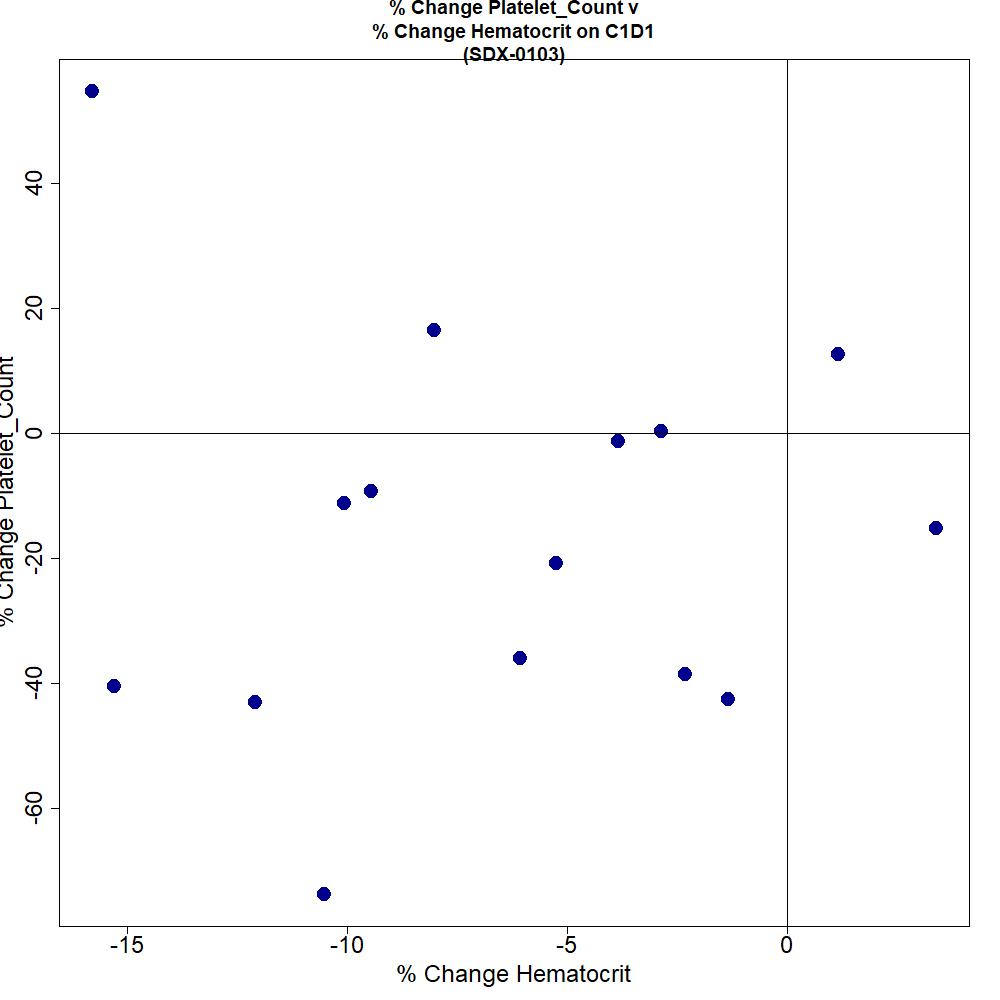 % Change Platelet_Count v
% Change Hematocrit on C1D1
(SDX-0103)
% Change Platelet_Count
40
20
0
-20
-40
-60
-15
-10
-5
0
% Change Hematocrit